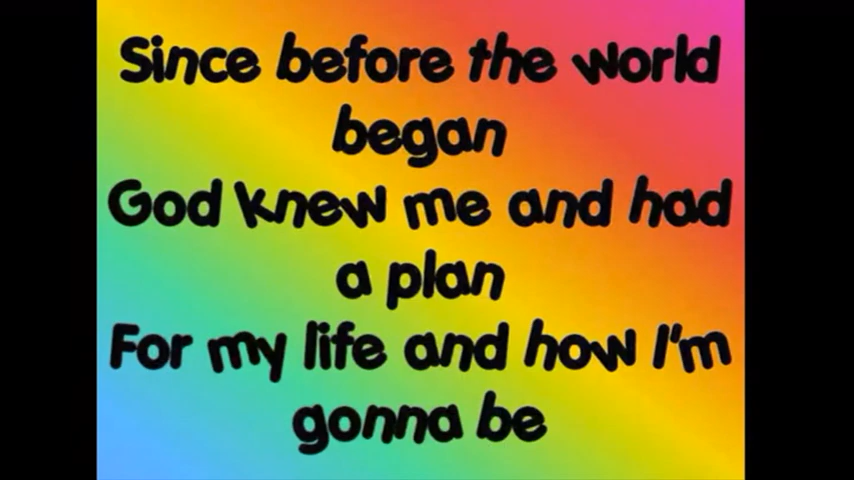 Since before the world
began
God knew me and had
a plan
For my life and how I'm
gonna be